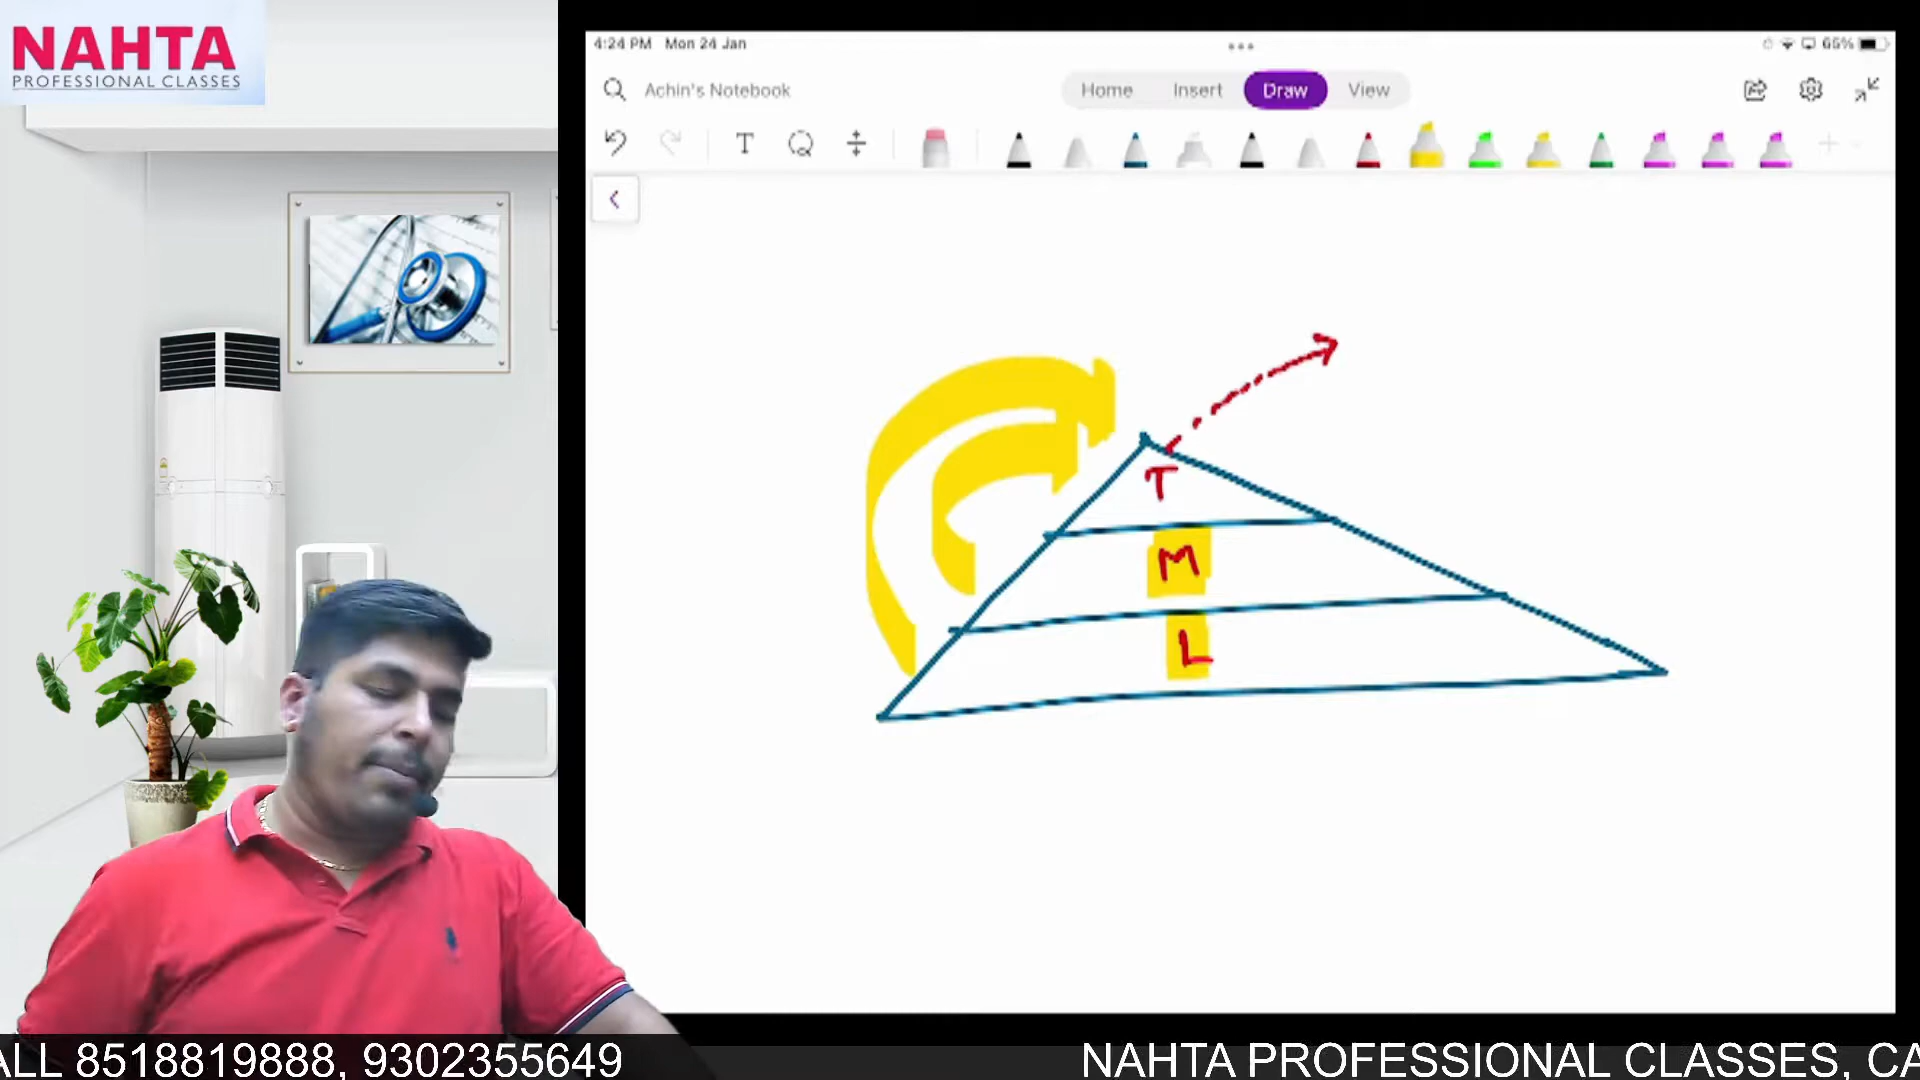 NAHTA
PROFESSIONAL CLASSES
4:24 PM Mon 24 Jan
65%
Achin's Notebook
Home Insert Draw View
T
T
M
L
ALL 8518819888, 9302355649
NAHTA PROFESSIONAL CLASSES, CA